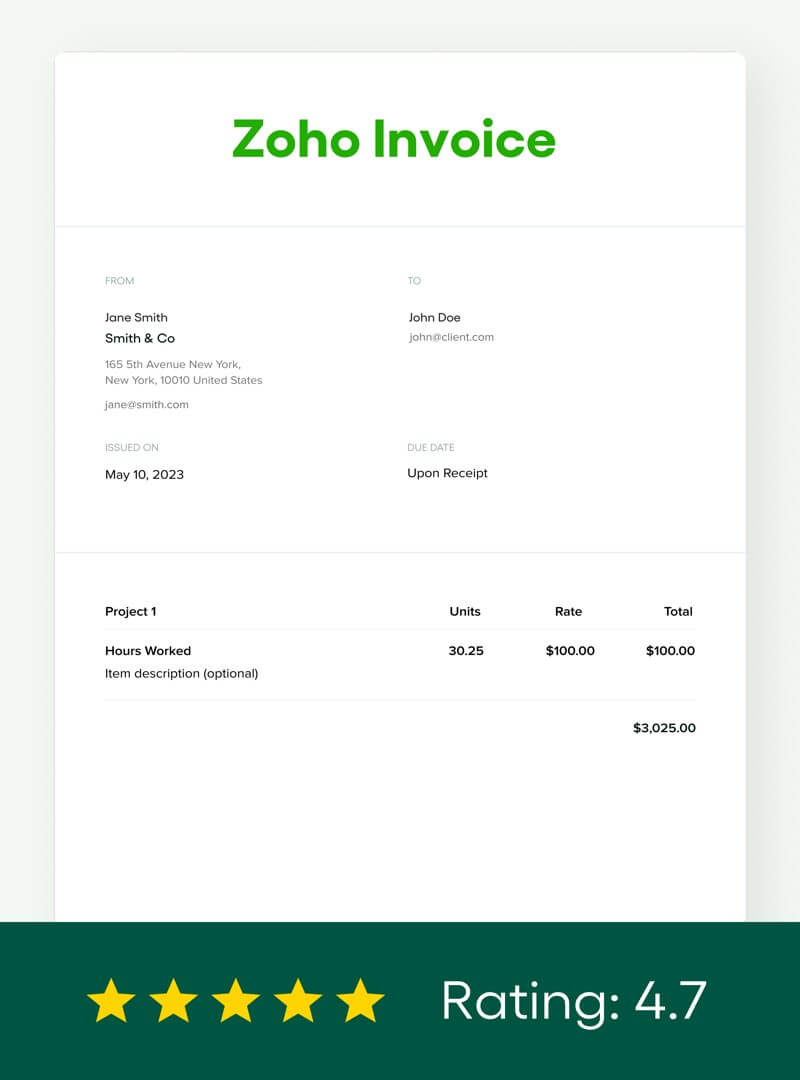 Zoho Invoice
FROM
TO
Jane Smith
John Doe
Smith & Co
john@client.com
165 5th Avenue New York,
New York, 10010 United States
jane@smith.com
ISSUED ON
DUE DATE
May 10, 2023
Upon Receipt
Project 1 Units Rate Total
Hours Worked 30.25 $100.00 $100.00
Item description (optional)
$3,025.00
Rating: 4.7